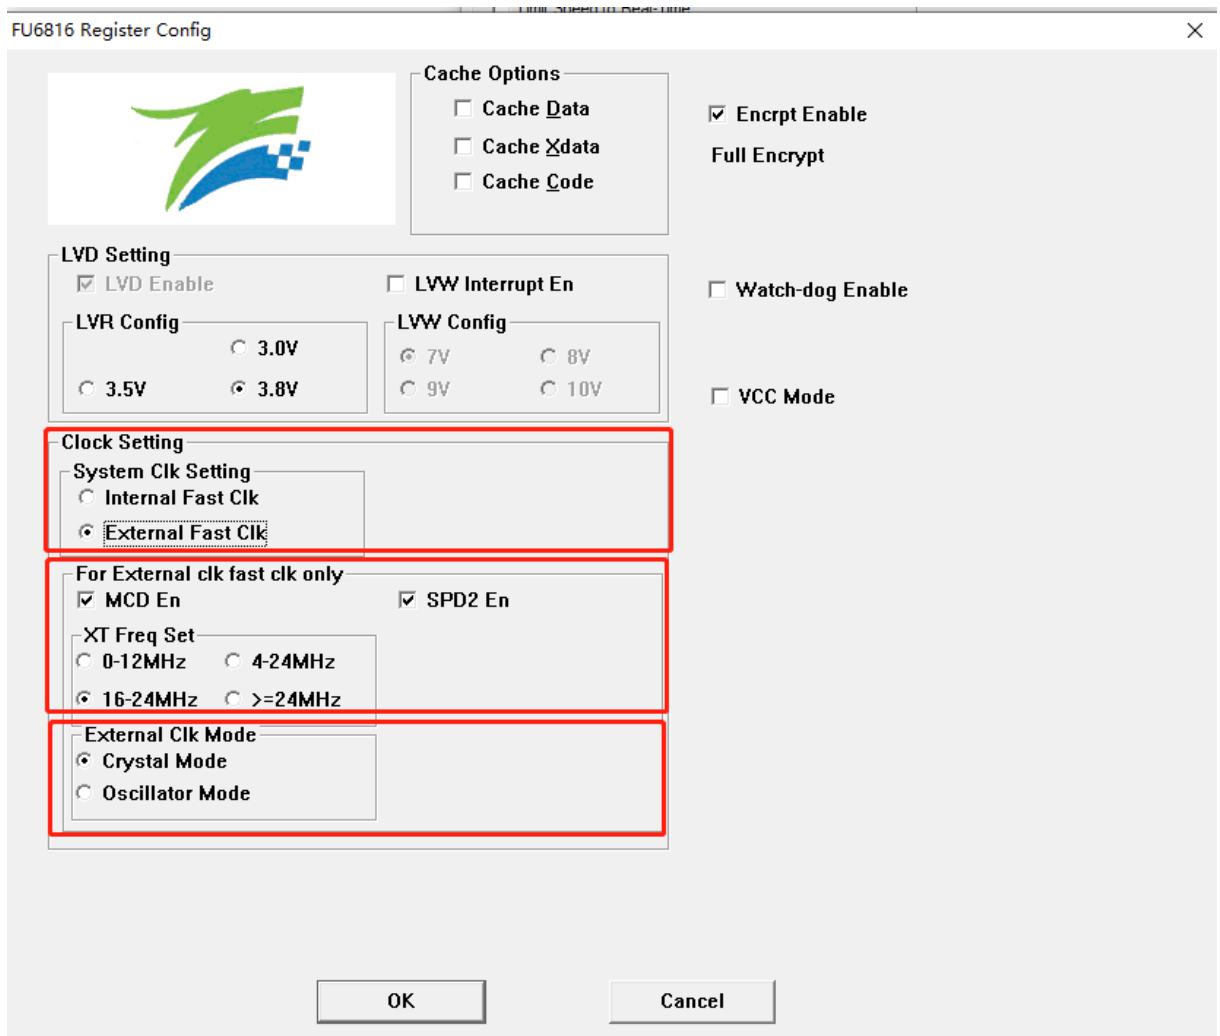 FU6816 Register Config
Cache Options
Cache Data
Cache Xdata
Cache Code
Encrpt Enable
Full Encrypt
LVD Setting
LVD Enable
LVW Interrupt En
Watch-dog Enable
LVR Config
3.0V
3.5V
3.8V
LVW Config
7V
8V
9V
10V
VCC Mode
Clock Setting
System Clk Setting
Internal Fast Clk
External Fast Clk
For External clk fast clk only
MCD En
SPD2 En
XT Freq Set
0-12MHz
4-24MHz
16-24MHz
>=24MHz
External Clk Mode
Crystal Mode
Oscillator Mode
OK
Cancel